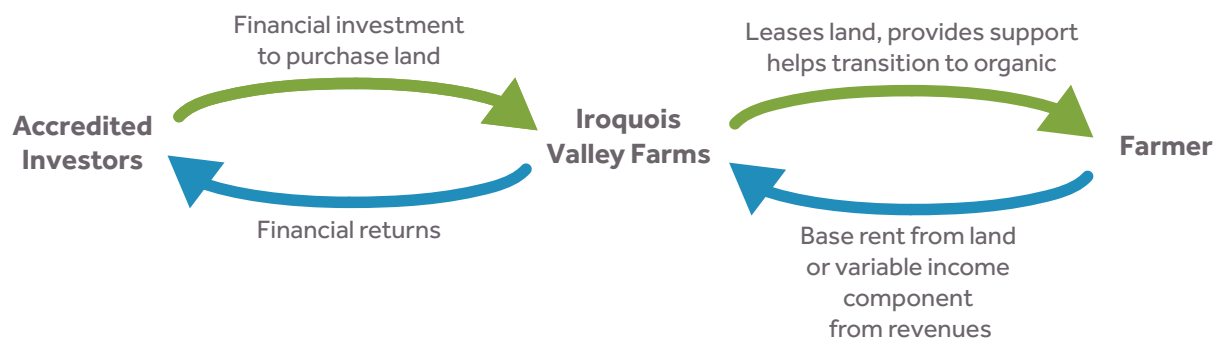 Financial investment
to purchase land
Leases land, provides support
helps transition to organic
Accredited
Investors
Iroquois
Valley Farms
Farmer
Financial returns
Base rent from land
or variable income
component
from revenues